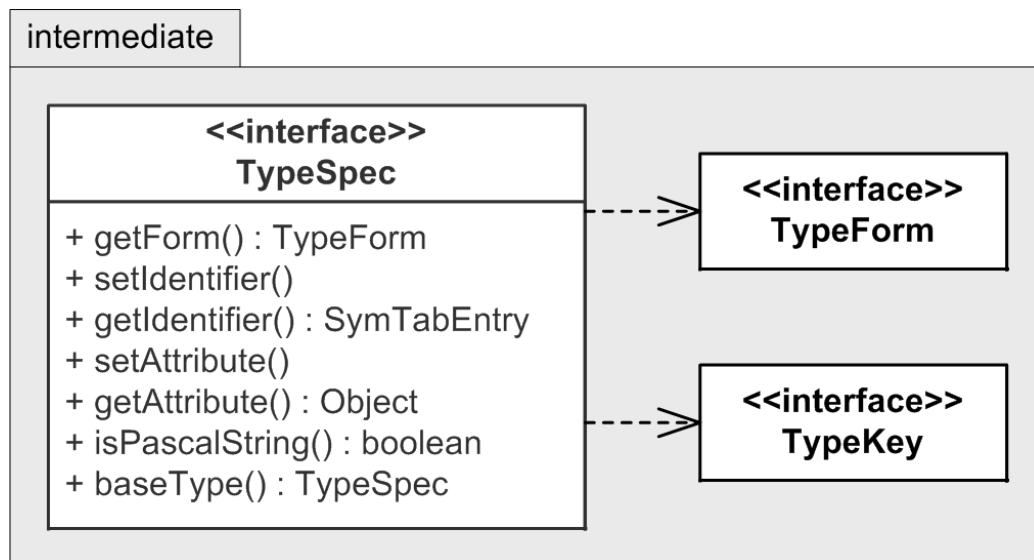 intermediate
<<interface>>
TypeSpec
+ getForm() : TypeForm
+ setIdentifier()
+ getIdentifier() : SymTabEntry
+ setAttribute()
+ getAttribute() : Object
+ isPascalString() : boolean
+ baseType() : TypeSpec
<<interface>>
TypeForm
<<interface>>
TypeKey